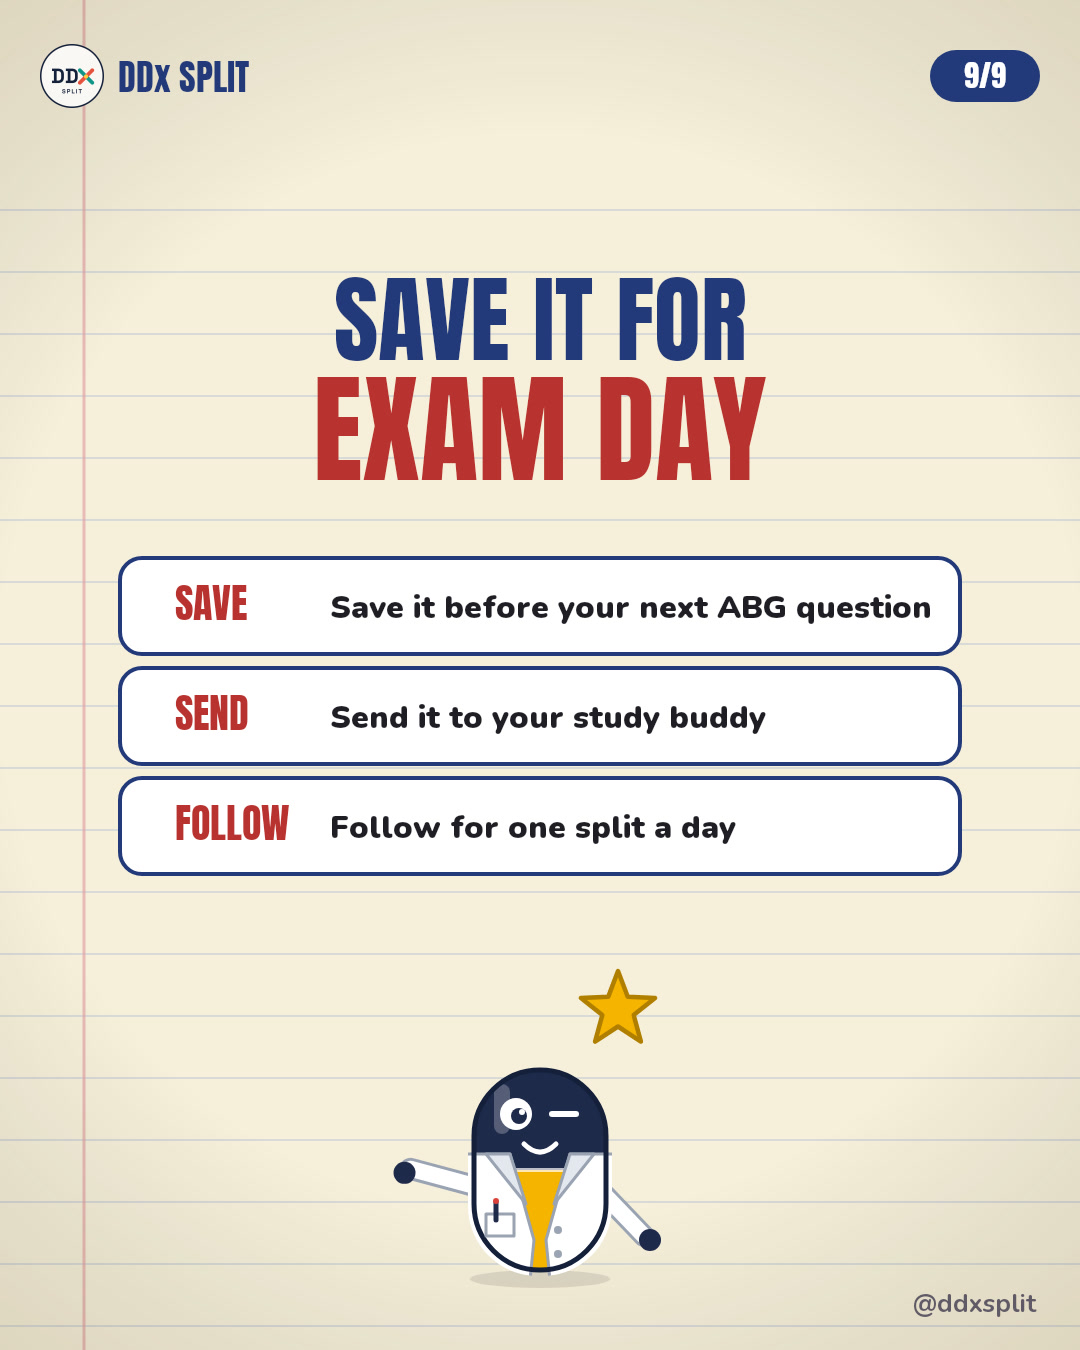 DDX
SPLIT
DDx SPLIT
9/9
SAVE IT FOR
EXAM DAY
SAVE Save it before your next ABG question
SEND Send it to your study buddy
FOLLOW Follow for one split a day
@ddxsplit